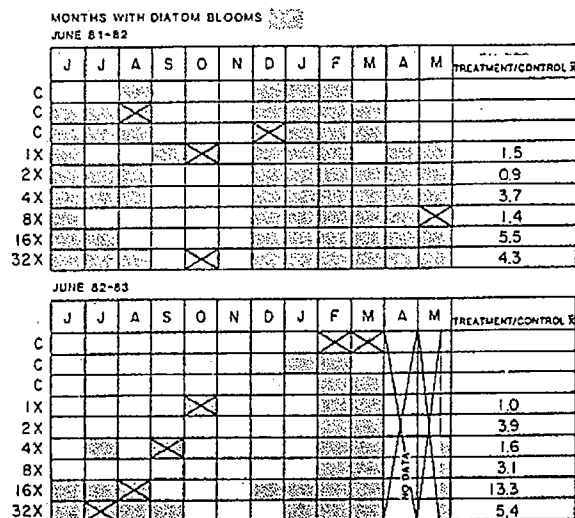 MONTHS WITH DIATOM BLOOMS
JUNE 81-82
J J A S O N D J F M A M TREATMENT/CONTROL X̄
C
C
C
1X 1.5
2X 0.9
4X 3.7
8X 1.4
16X 5.5
32X 4.3
JUNE 82-83
J J A S O N D J F M A M TREATMENT/CONTROL X̄
C
C
C
1X 1.0
2X 3.9
4X 1.6
8X 3.1
16X 13.3
32X 5.4
NO DATA